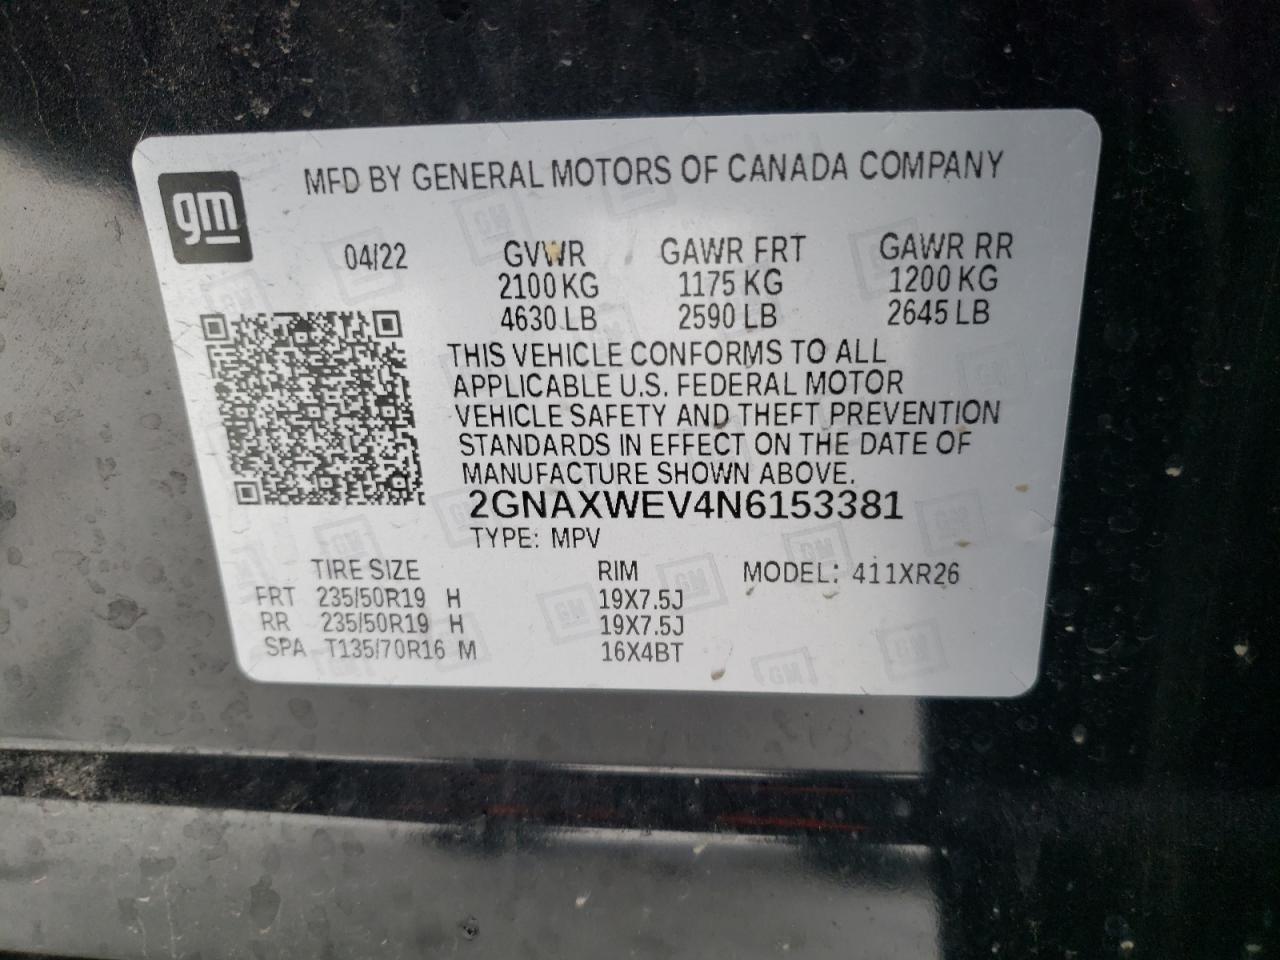 MFD BY GENERAL MOTORS OF CANADA COMPANY
gm
04/22 GVWR GAWR FRT GAWR RR
2100 KG 1175 KG 1200 KG
4630 LB 2590 LB 2645 LB
THIS VEHICLE CONFORMS TO ALL
APPLICABLE U.S. FEDERAL MOTOR
VEHICLE SAFETY AND THEFT PREVENTION
STANDARDS IN EFFECT ON THE DATE OF
MANUFACTURE SHOWN ABOVE.
2GNAXWEV4N6153381
TYPE: MPV
TIRE SIZE RIM MODEL: 411XR26
FRT 235/50R19 H 19X7.5J
RR 235/50R19 H 19X7.5J
SPA T135/70R16 M 16X4BT